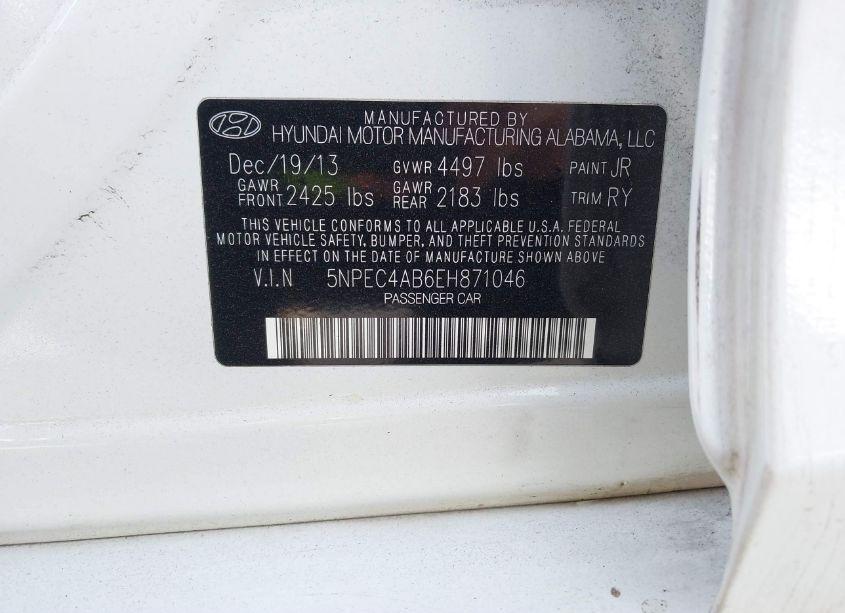 MANUFACTURED BY
HYUNDAI MOTOR MANUFACTURING ALABAMA, LLC
Dec/19/13 GVWR 4497 lbs PAINT JR
GAWR FRONT 2425 lbs GAWR REAR 2183 lbs TRIM RY
THIS VEHICLE CONFORMS TO ALL APPLICABLE U.S.A. FEDERAL
MOTOR VEHICLE SAFETY, BUMPER, AND THEFT PREVENTION STANDARDS
IN EFFECT ON THE DATE OF MANUFACTURE SHOWN ABOVE
V.I.N 5NPEC4AB6EH871046
PASSENGER CAR